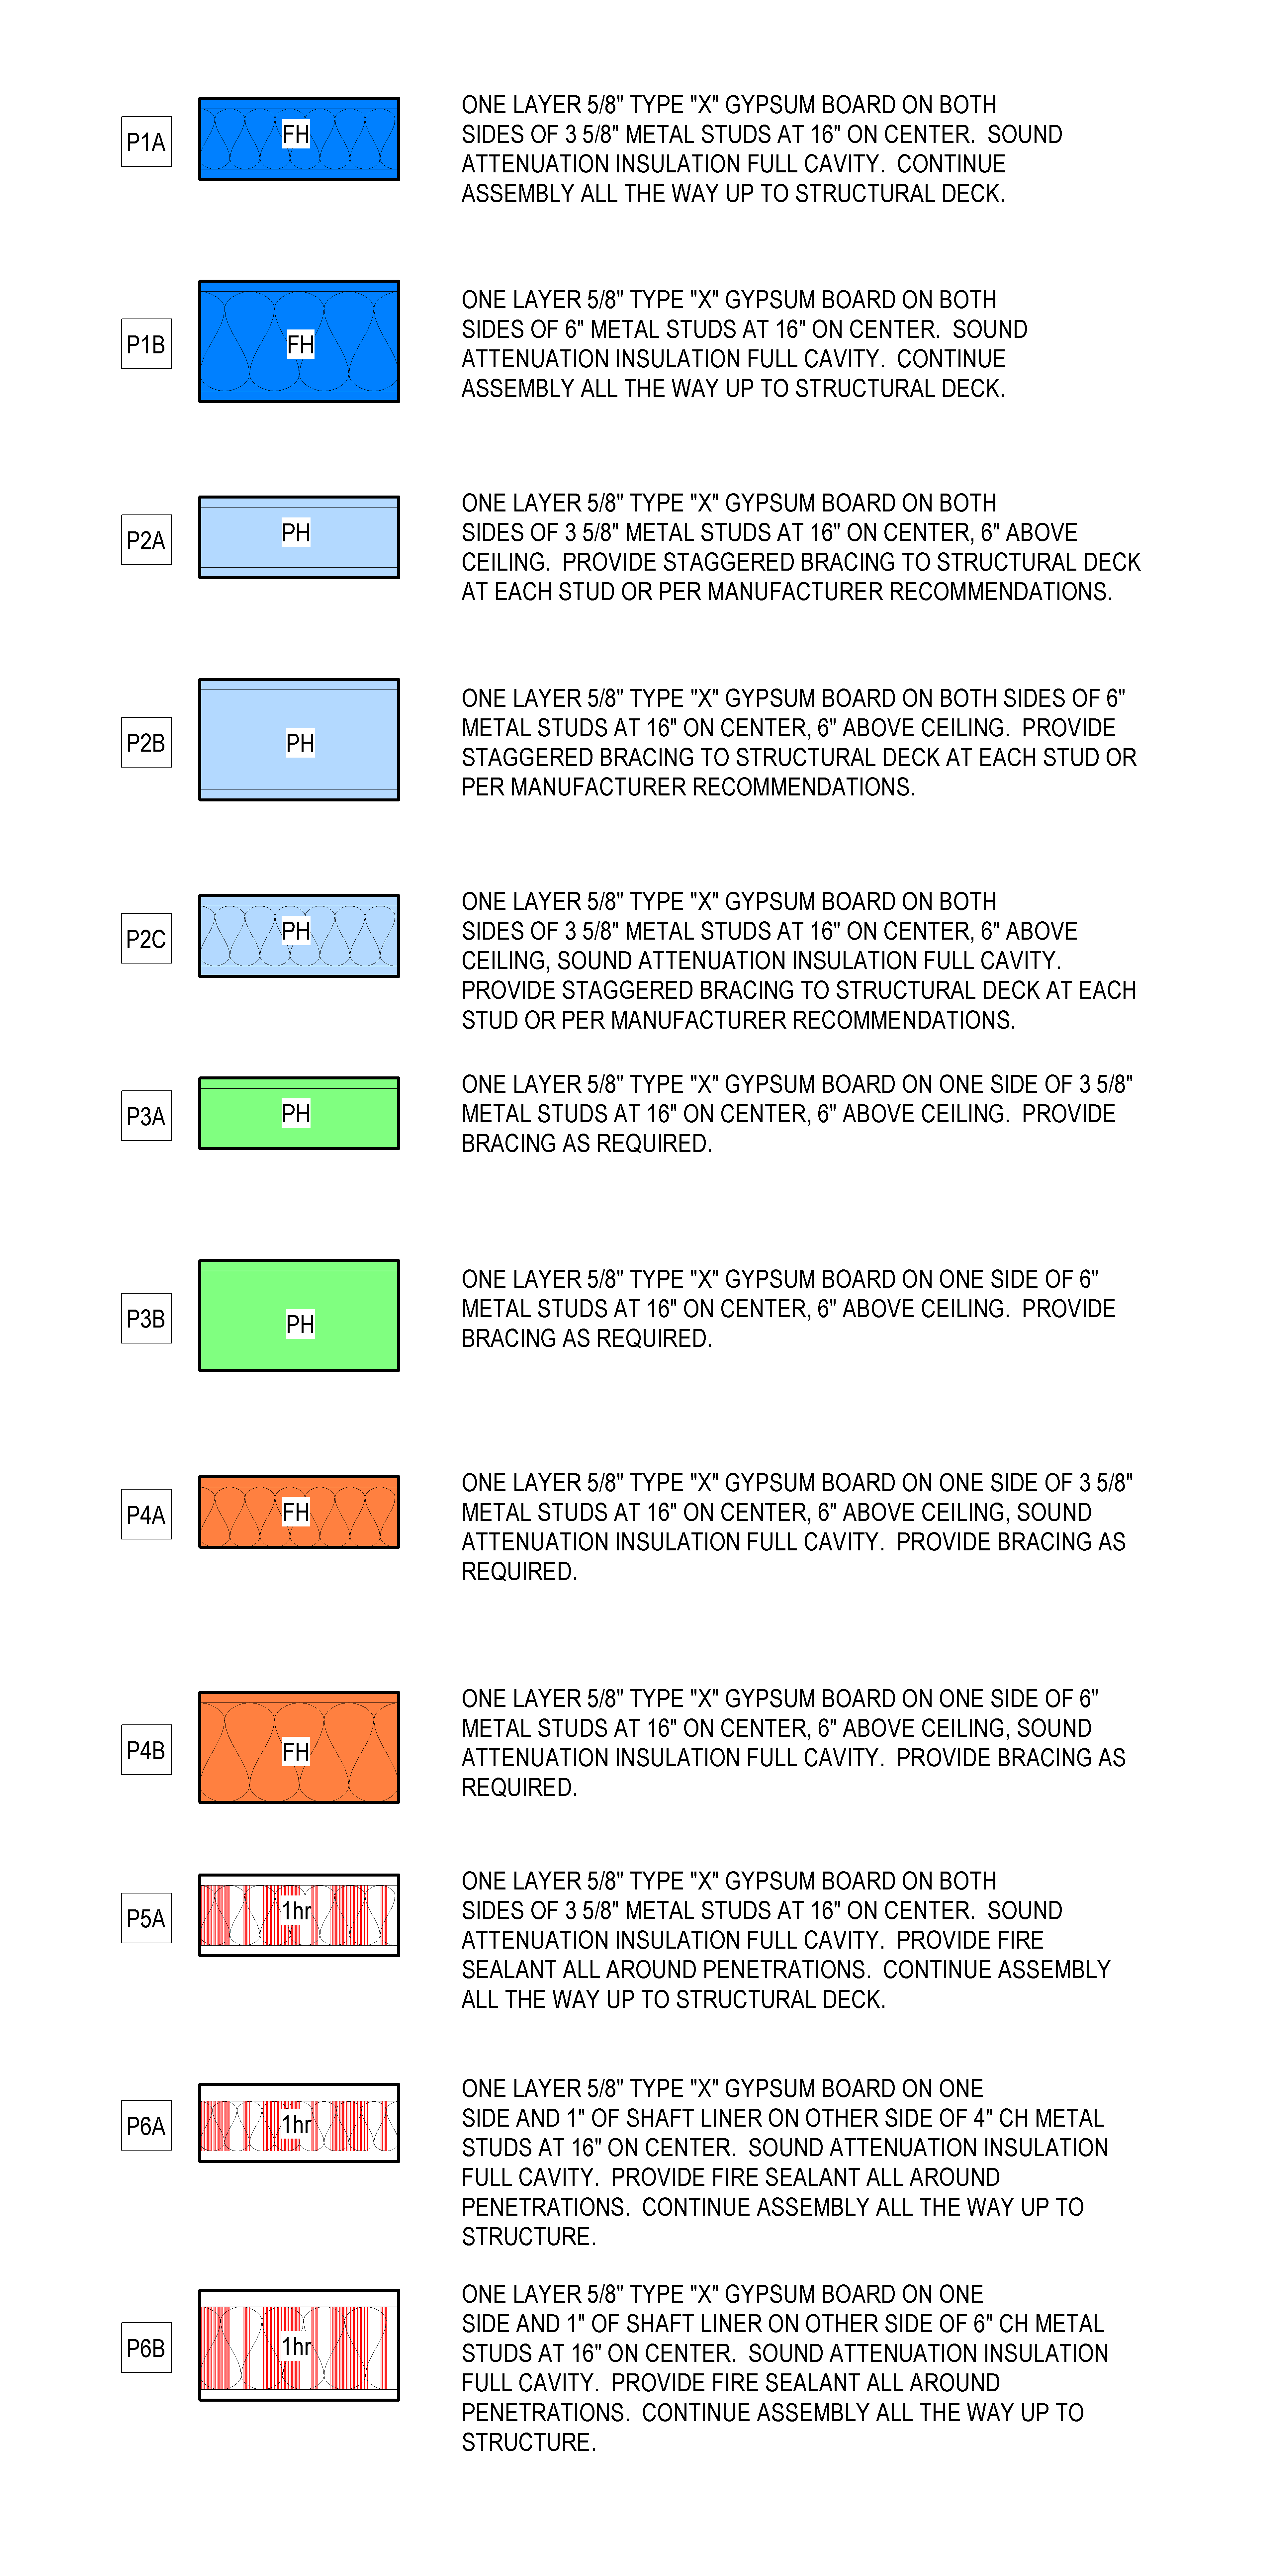 P1A
FH
ONE LAYER 5/8" TYPE "X" GYPSUM BOARD ON BOTH
SIDES OF 3 5/8" METAL STUDS AT 16" ON CENTER.  SOUND
ATTENUATION INSULATION FULL CAVITY.  CONTINUE
ASSEMBLY ALL THE WAY UP TO STRUCTURAL DECK.
P1B
FH
ONE LAYER 5/8" TYPE "X" GYPSUM BOARD ON BOTH
SIDES OF 6" METAL STUDS AT 16" ON CENTER.  SOUND
ATTENUATION INSULATION FULL CAVITY.  CONTINUE
ASSEMBLY ALL THE WAY UP TO STRUCTURAL DECK.
P2A
PH
ONE LAYER 5/8" TYPE "X" GYPSUM BOARD ON BOTH
SIDES OF 3 5/8" METAL STUDS AT 16" ON CENTER, 6" ABOVE
CEILING.  PROVIDE STAGGERED BRACING TO STRUCTURAL DECK
AT EACH STUD OR PER MANUFACTURER RECOMMENDATIONS.
P2B
PH
ONE LAYER 5/8" TYPE "X" GYPSUM BOARD ON BOTH SIDES OF 6"
METAL STUDS AT 16" ON CENTER, 6" ABOVE CEILING.  PROVIDE
STAGGERED BRACING TO STRUCTURAL DECK AT EACH STUD OR
PER MANUFACTURER RECOMMENDATIONS.
P2C
PH
ONE LAYER 5/8" TYPE "X" GYPSUM BOARD ON BOTH
SIDES OF 3 5/8" METAL STUDS AT 16" ON CENTER, 6" ABOVE
CEILING, SOUND ATTENUATION INSULATION FULL CAVITY.
PROVIDE STAGGERED BRACING TO STRUCTURAL DECK AT EACH
STUD OR PER MANUFACTURER RECOMMENDATIONS.
P3A
PH
ONE LAYER 5/8" TYPE "X" GYPSUM BOARD ON ONE SIDE OF 3 5/8"
METAL STUDS AT 16" ON CENTER, 6" ABOVE CEILING.  PROVIDE
BRACING AS REQUIRED.
P3B
PH
ONE LAYER 5/8" TYPE "X" GYPSUM BOARD ON ONE SIDE OF 6"
METAL STUDS AT 16" ON CENTER, 6" ABOVE CEILING.  PROVIDE
BRACING AS REQUIRED.
P4A
FH
ONE LAYER 5/8" TYPE "X" GYPSUM BOARD ON ONE SIDE OF 3 5/8"
METAL STUDS AT 16" ON CENTER, 6" ABOVE CEILING, SOUND
ATTENUATION INSULATION FULL CAVITY.  PROVIDE BRACING AS
REQUIRED.
P4B
FH
ONE LAYER 5/8" TYPE "X" GYPSUM BOARD ON ONE SIDE OF 6"
METAL STUDS AT 16" ON CENTER, 6" ABOVE CEILING, SOUND
ATTENUATION INSULATION FULL CAVITY.  PROVIDE BRACING AS
REQUIRED.
P5A
1hr
ONE LAYER 5/8" TYPE "X" GYPSUM BOARD ON BOTH
SIDES OF 3 5/8" METAL STUDS AT 16" ON CENTER.  SOUND
ATTENUATION INSULATION FULL CAVITY.  PROVIDE FIRE
SEALANT ALL AROUND PENETRATIONS.  CONTINUE ASSEMBLY
ALL THE WAY UP TO STRUCTURAL DECK.
P6A
1hr
ONE LAYER 5/8" TYPE "X" GYPSUM BOARD ON ONE
SIDE AND 1" OF SHAFT LINER ON OTHER SIDE OF 4" CH METAL
STUDS AT 16" ON CENTER.  SOUND ATTENUATION INSULATION
FULL CAVITY.  PROVIDE FIRE SEALANT ALL AROUND
PENETRATIONS.  CONTINUE ASSEMBLY ALL THE WAY UP TO
STRUCTURE.
P6B
1hr
ONE LAYER 5/8" TYPE "X" GYPSUM BOARD ON ONE
SIDE AND 1" OF SHAFT LINER ON OTHER SIDE OF 6" CH METAL
STUDS AT 16" ON CENTER.  SOUND ATTENUATION INSULATION
FULL CAVITY.  PROVIDE FIRE SEALANT ALL AROUND
PENETRATIONS.  CONTINUE ASSEMBLY ALL THE WAY UP TO
STRUCTURE.